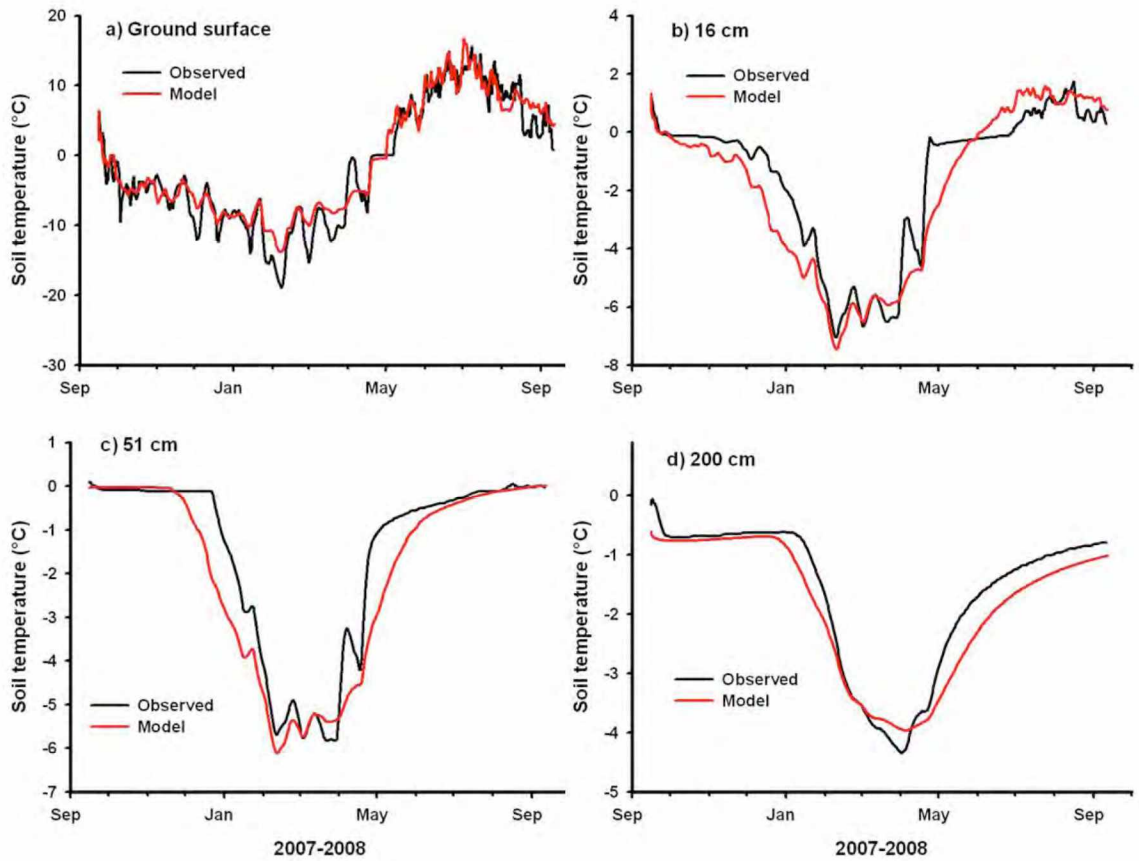 a) Ground surface
Observed
Model
Soil temperature (°C)
20
10
0
-10
-20
-30
Sep
Jan
May
Sep
b) 16 cm
Observed
Model
Soil temperature (°C)
4
2
0
-2
-4
-6
-8
Sep
Jan
May
Sep
c) 51 cm
Observed
Model
Soil temperature (°C)
1
0
-1
-2
-3
-4
-5
-6
-7
Sep
Jan
May
Sep
2007-2008
d) 200 cm
Observed
Model
Soil temperature (°C)
0
-1
-2
-3
-4
-5
Sep
Jan
May
Sep
2007-2008